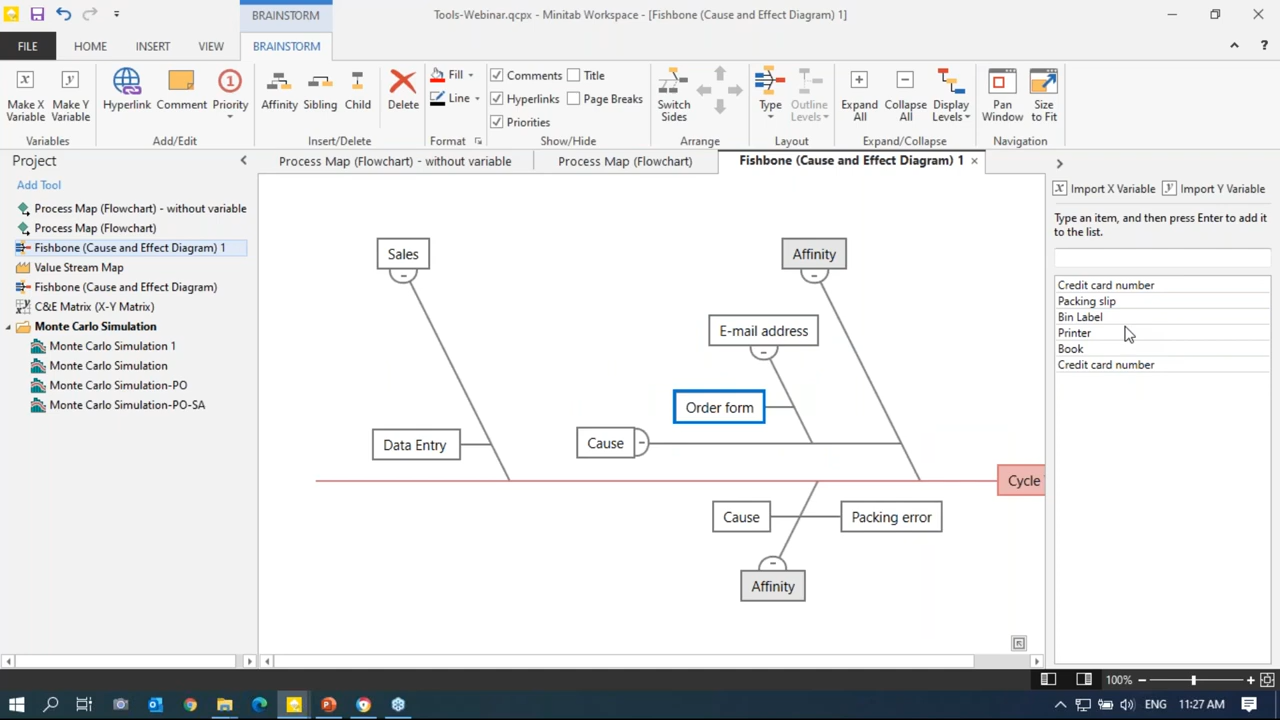 BRAINSTORM
Tools-Webinar.qcpx - Minitab Workspace - [Fishbone (Cause and Effect Diagram) 1]
FILE HOME INSERT VIEW BRAINSTORM
Make X Variable
Make Y Variable
Hyperlink
Comment
Priority
Affinity
Sibling
Child
Delete
Fill
Line
Comments
Title
Hyperlinks
Page Breaks
Priorities
Switch Sides
Type
Outline Levels
Expand All
Collapse All
Display Levels
Pan Window
Size to Fit
Variables
Add/Edit
Insert/Delete
Format
Show/Hide
Arrange
Layout
Expand/Collapse
Navigation
Project
Add Tool
Process Map (Flowchart) - without variable
Process Map (Flowchart)
Fishbone (Cause and Effect Diagram) 1
Value Stream Map
Fishbone (Cause and Effect Diagram)
C&E Matrix (X-Y Matrix)
Monte Carlo Simulation
Monte Carlo Simulation 1
Monte Carlo Simulation
Monte Carlo Simulation-PO
Monte Carlo Simulation-PO-SA
Process Map (Flowchart) - without variable
Process Map (Flowchart)
Fishbone (Cause and Effect Diagram) 1
Sales
Affinity
E-mail address
Order form
Data Entry
Cause
Cycle
Cause
Packing error
Affinity
Import X Variable
Import Y Variable
Type an item, and then press Enter to add it
to the list.
Credit card number
Packing slip
Bin Label
Printer
Book
Credit card number
100%
ENG
11:27 AM